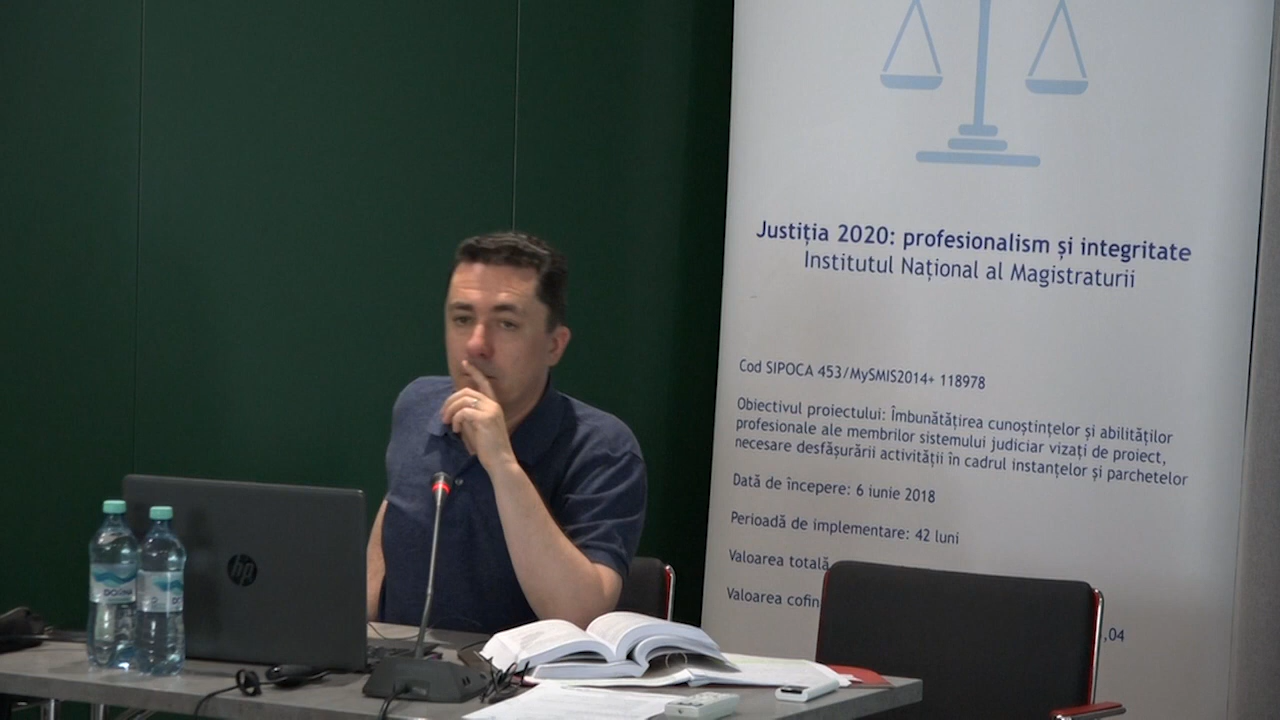 Justiția 2020: profesionalism și integritate
Institutul Național al Magistraturii
Cod SIPOCA 453/MySMIS2014+ 118978
Obiectivul proiectului: Îmbunătățirea cunoștințelor și abilităților
profesionale ale membrilor sistemului judiciar vizați de proiect,
necesare desfășurării activității în cadrul instanțelor și parchetelor
Dată de începere: 6 iunie 2018
Perioadă de implementare: 42 luni
Valoarea totală
Valoarea
,04
hp